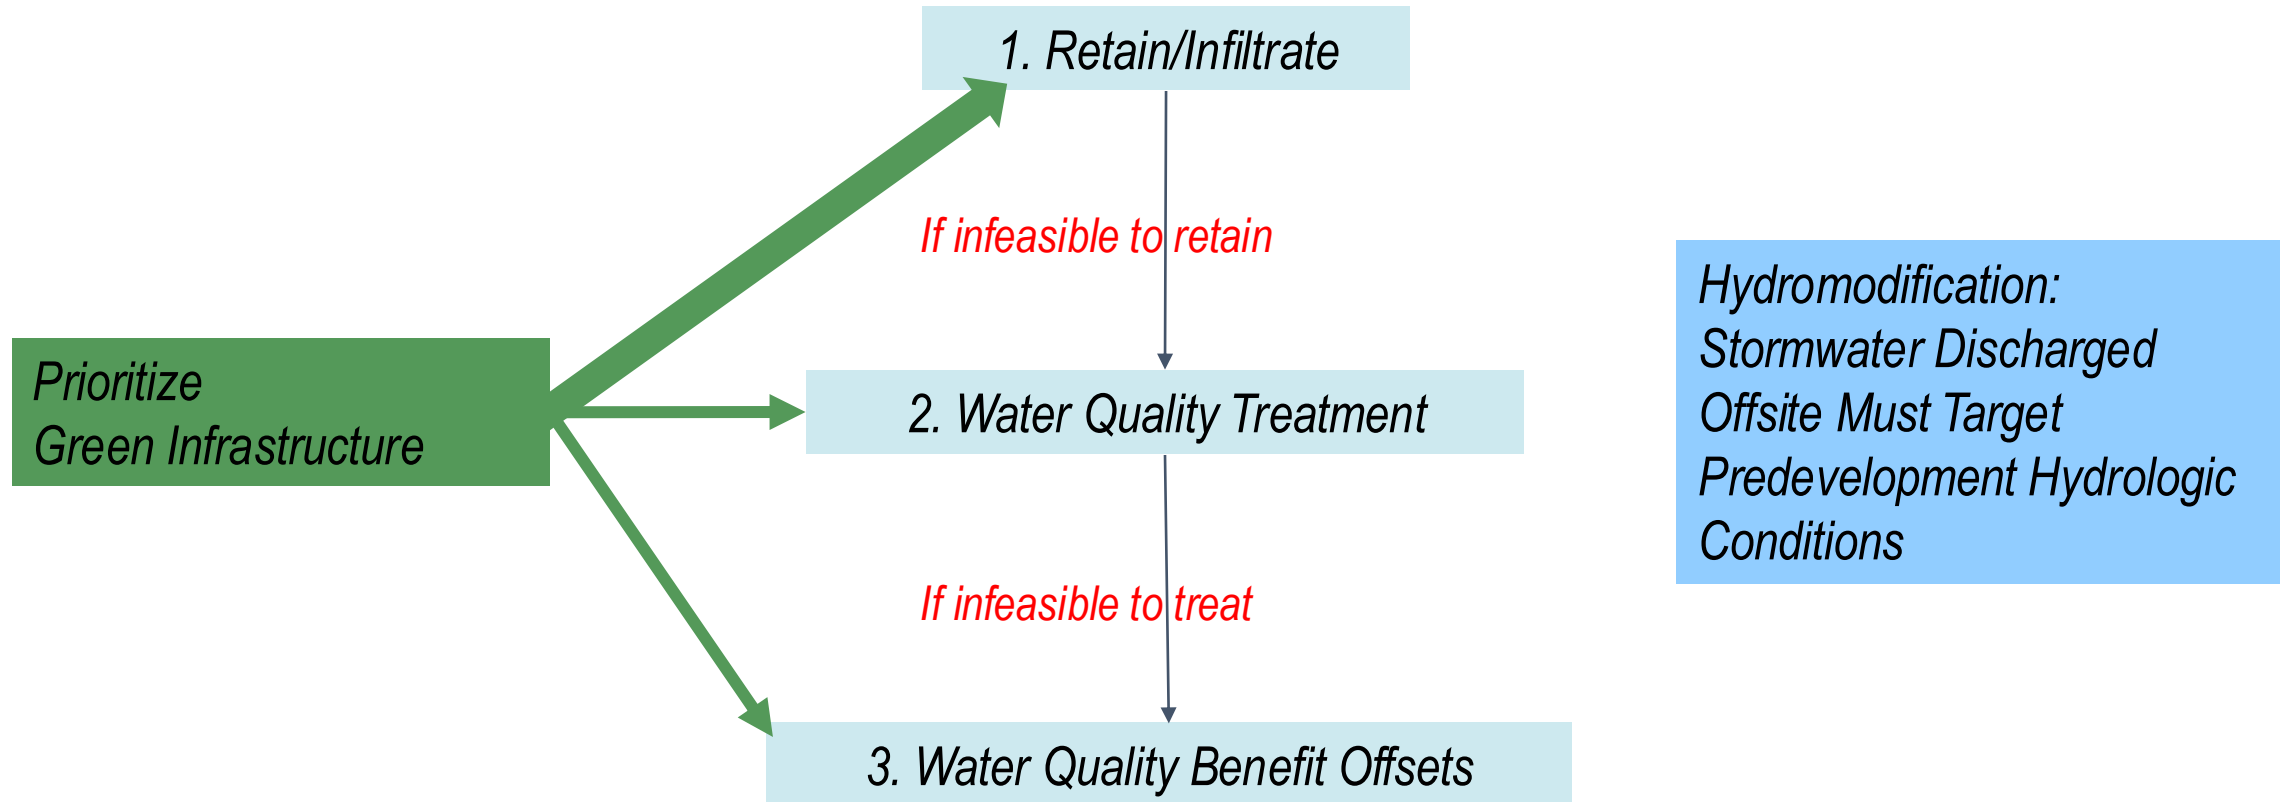 1. Retain/Infiltrate
If infeasible to retain
Prioritize
Green Infrastructure
2. Water Quality Treatment
If infeasible to treat
3. Water Quality Benefit Offsets
Hydromodification:
Stormwater Discharged
Offsite Must Target
Predevelopment Hydrologic
Conditions